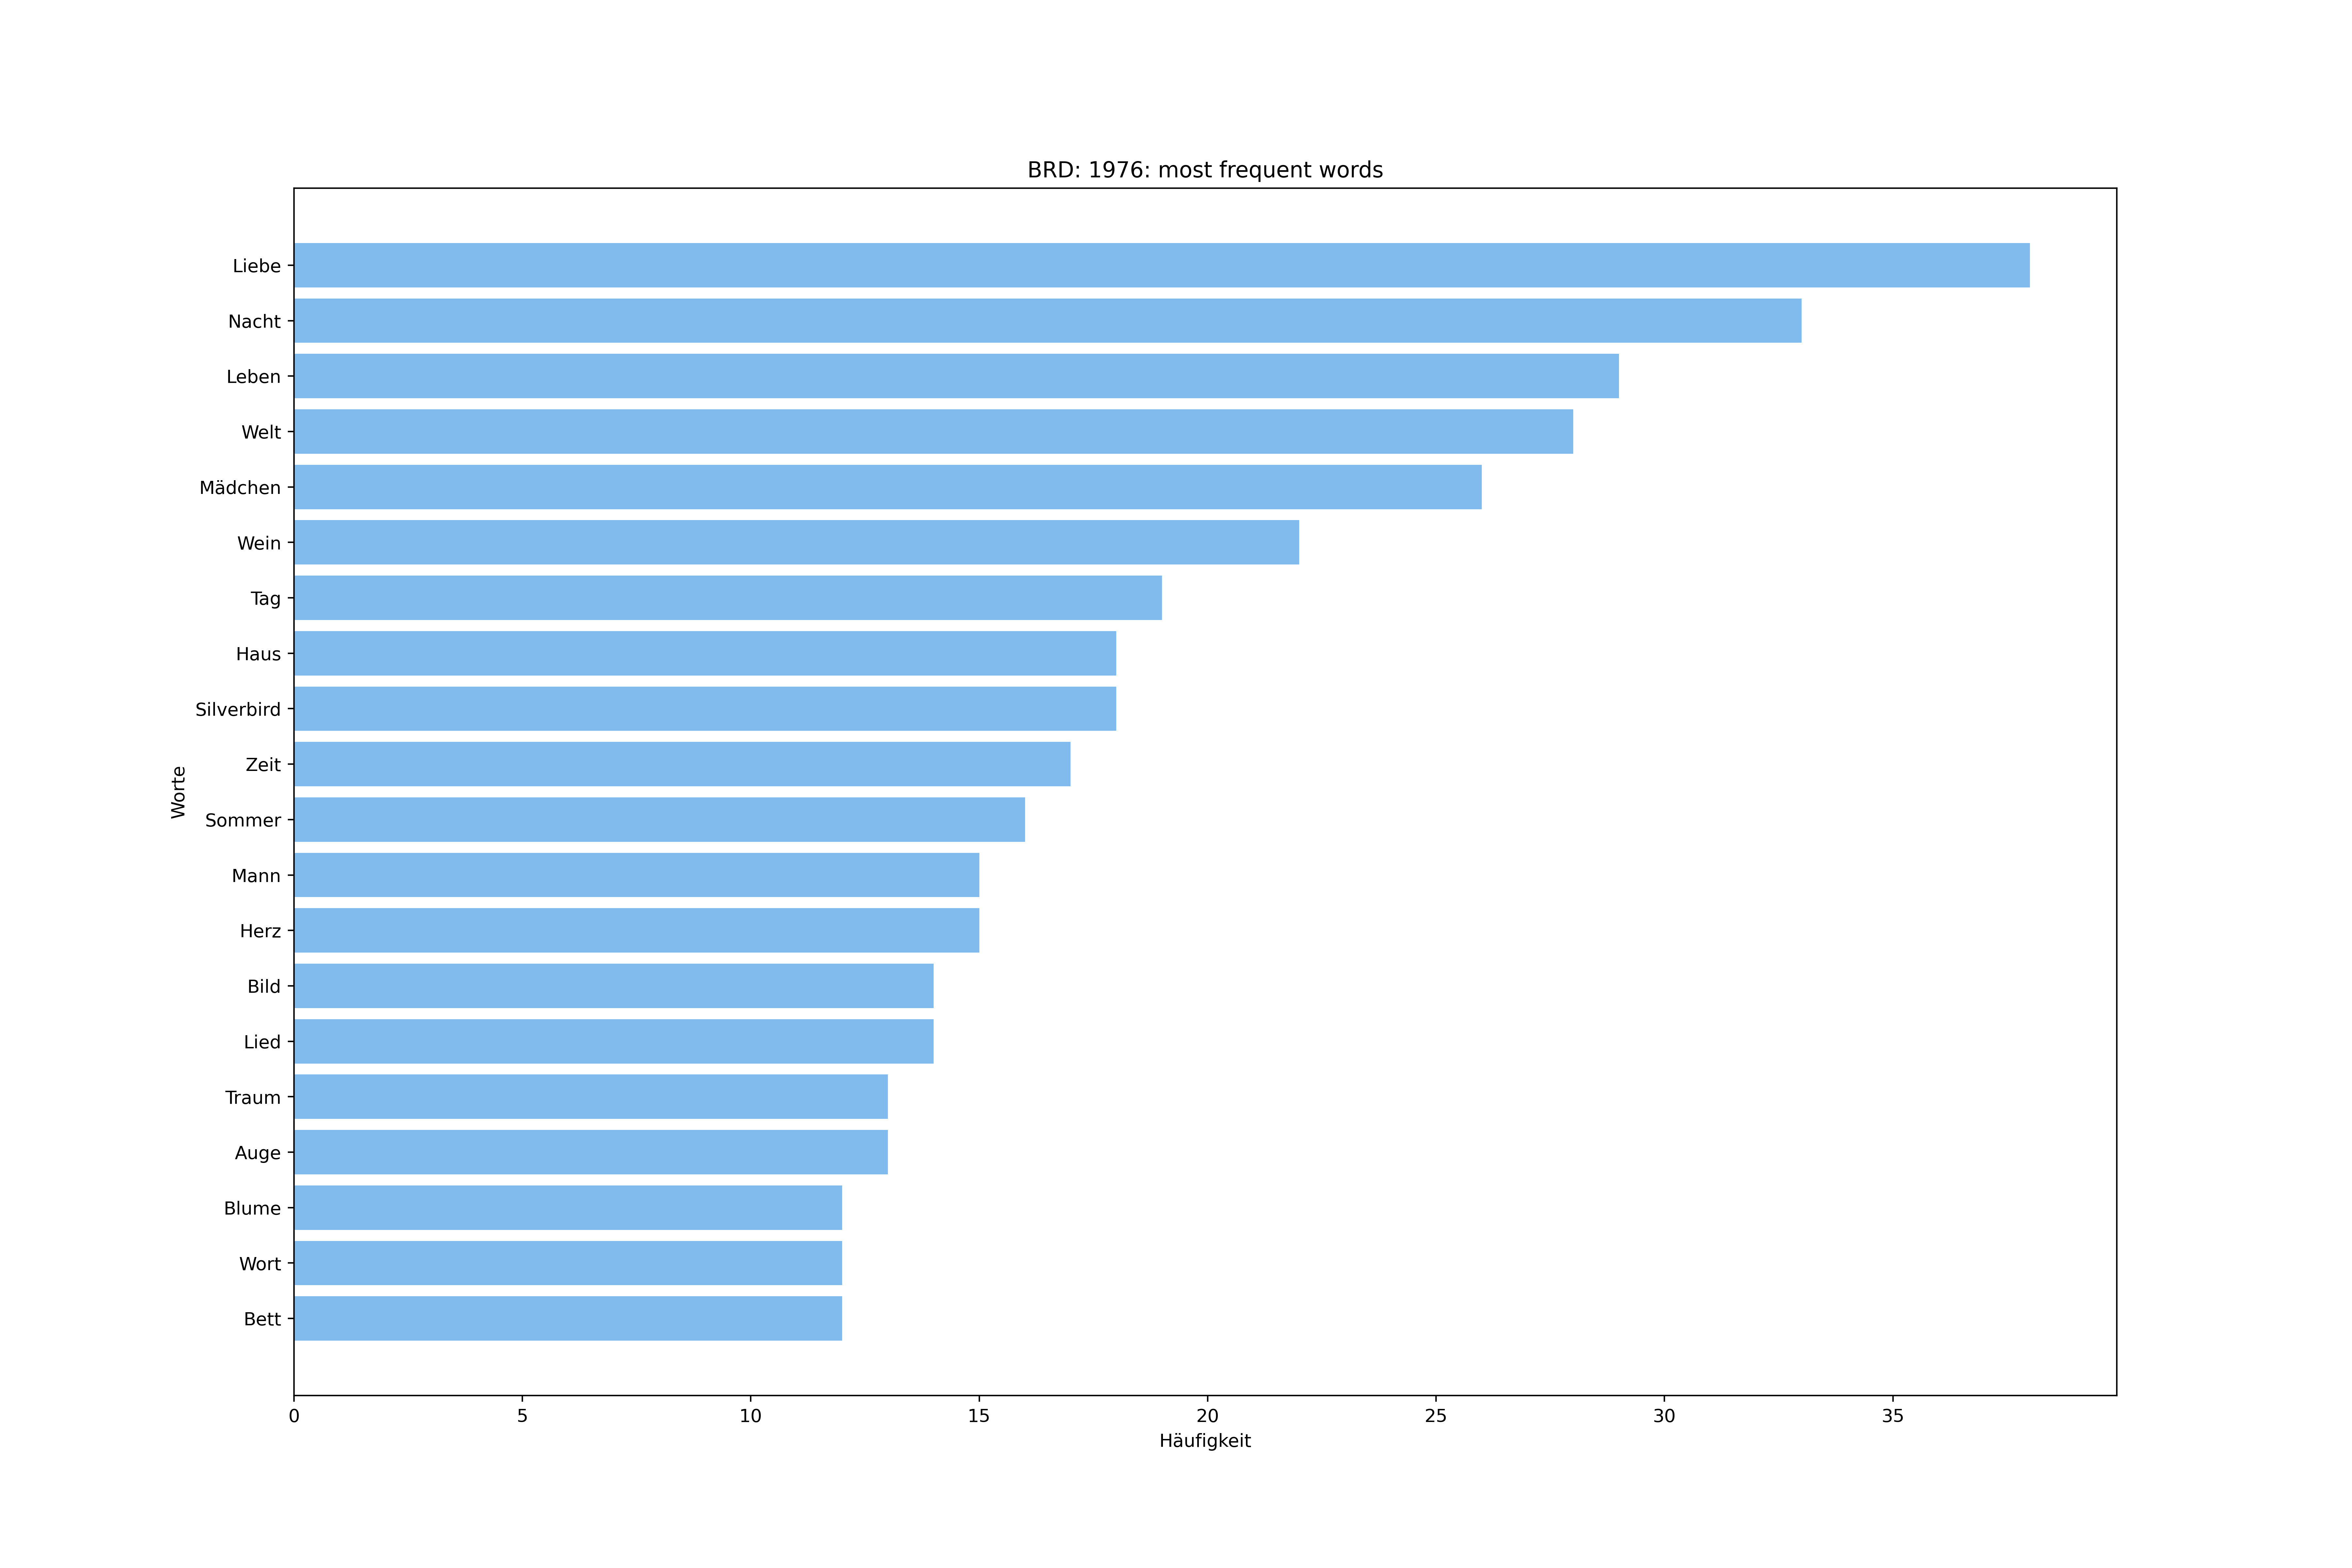 BRD: 1976: most frequent words
Liebe
Nacht
Leben
Welt
Mädchen
Wein
Tag
Haus
Silverbird
Zeit
Sommer
Mann
Herz
Bild
Lied
Traum
Auge
Blume
Wort
Bett
Worte
0 5 10 15 20 25 30 35
Häufigkeit